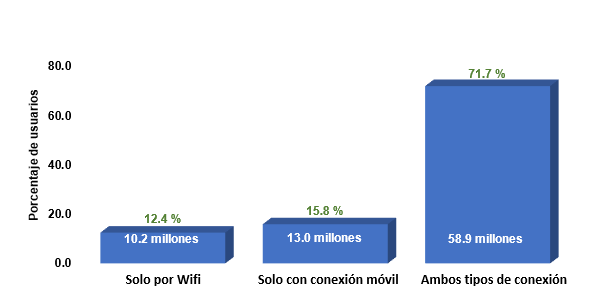 Porcentaje de usuarios
80.0
60.0
40.0
20.0
0.0
12.4 %
10.2 millones
15.8 %
13.0 millones
71.7 %
58.9 millones
Solo por Wifi
Solo con conexión móvil
Ambos tipos de conexión